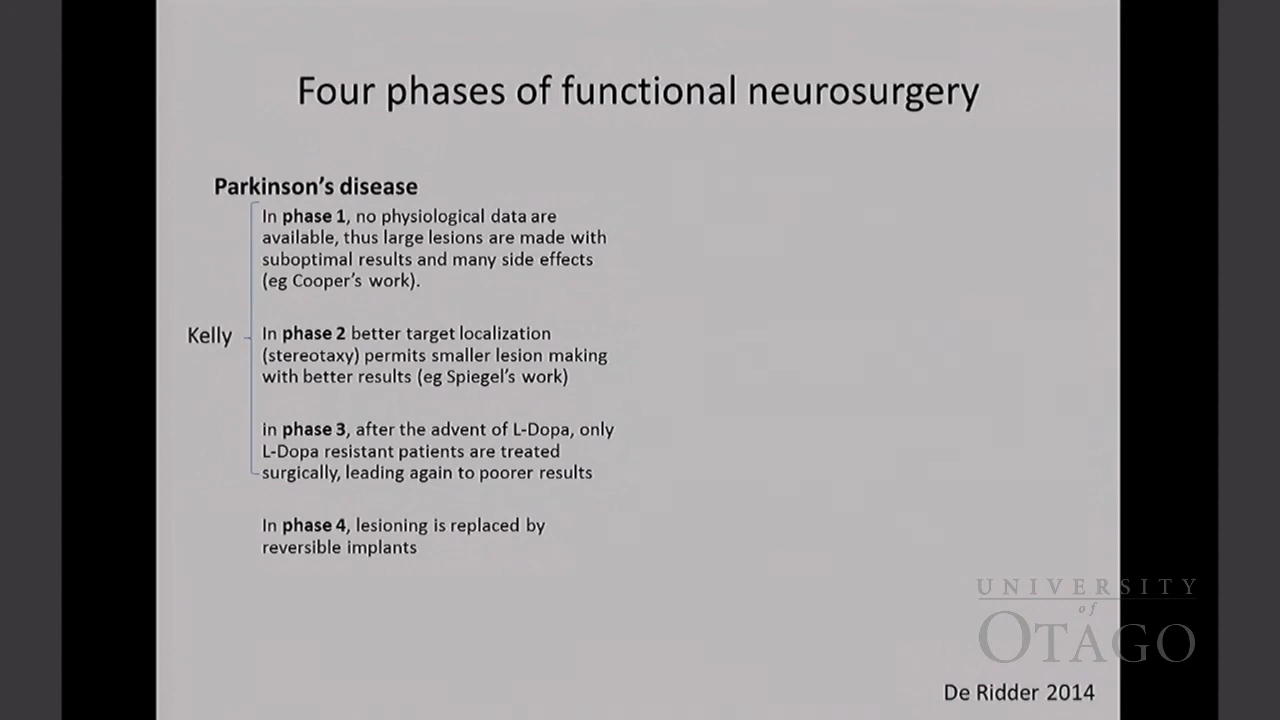 Four phases of functional neurosurgery
Parkinson's disease
In phase 1, no physiological data are
available, thus large lesions are made with
suboptimal results and many side effects
(eg Cooper's work).
Kelly
In phase 2 better target localization
(stereotaxy) permits smaller lesion making
with better results (eg Spiegel's work)
in phase 3, after the advent of L-Dopa, only
L-Dopa resistant patients are treated
surgically, leading again to poorer results
In phase 4, lesioning is replaced by
reversible implants
UNIVERSITY
of
OTAGO
De Ridder 2014